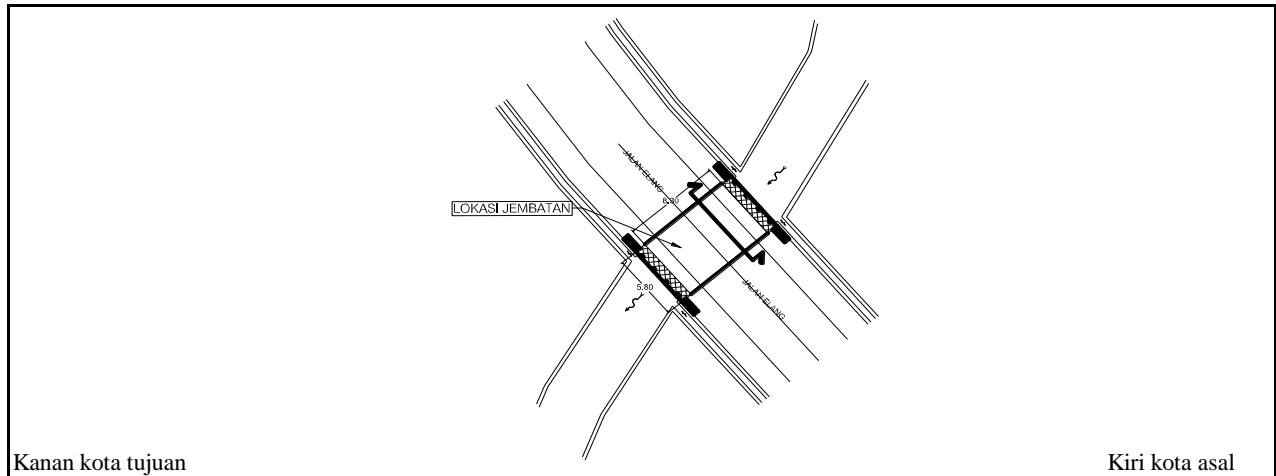 JALAN ELANG
6.80
LOKASI JEMBATAN
5.80
JALAN ELANG
Kanan kota tujuan
Kiri kota asal